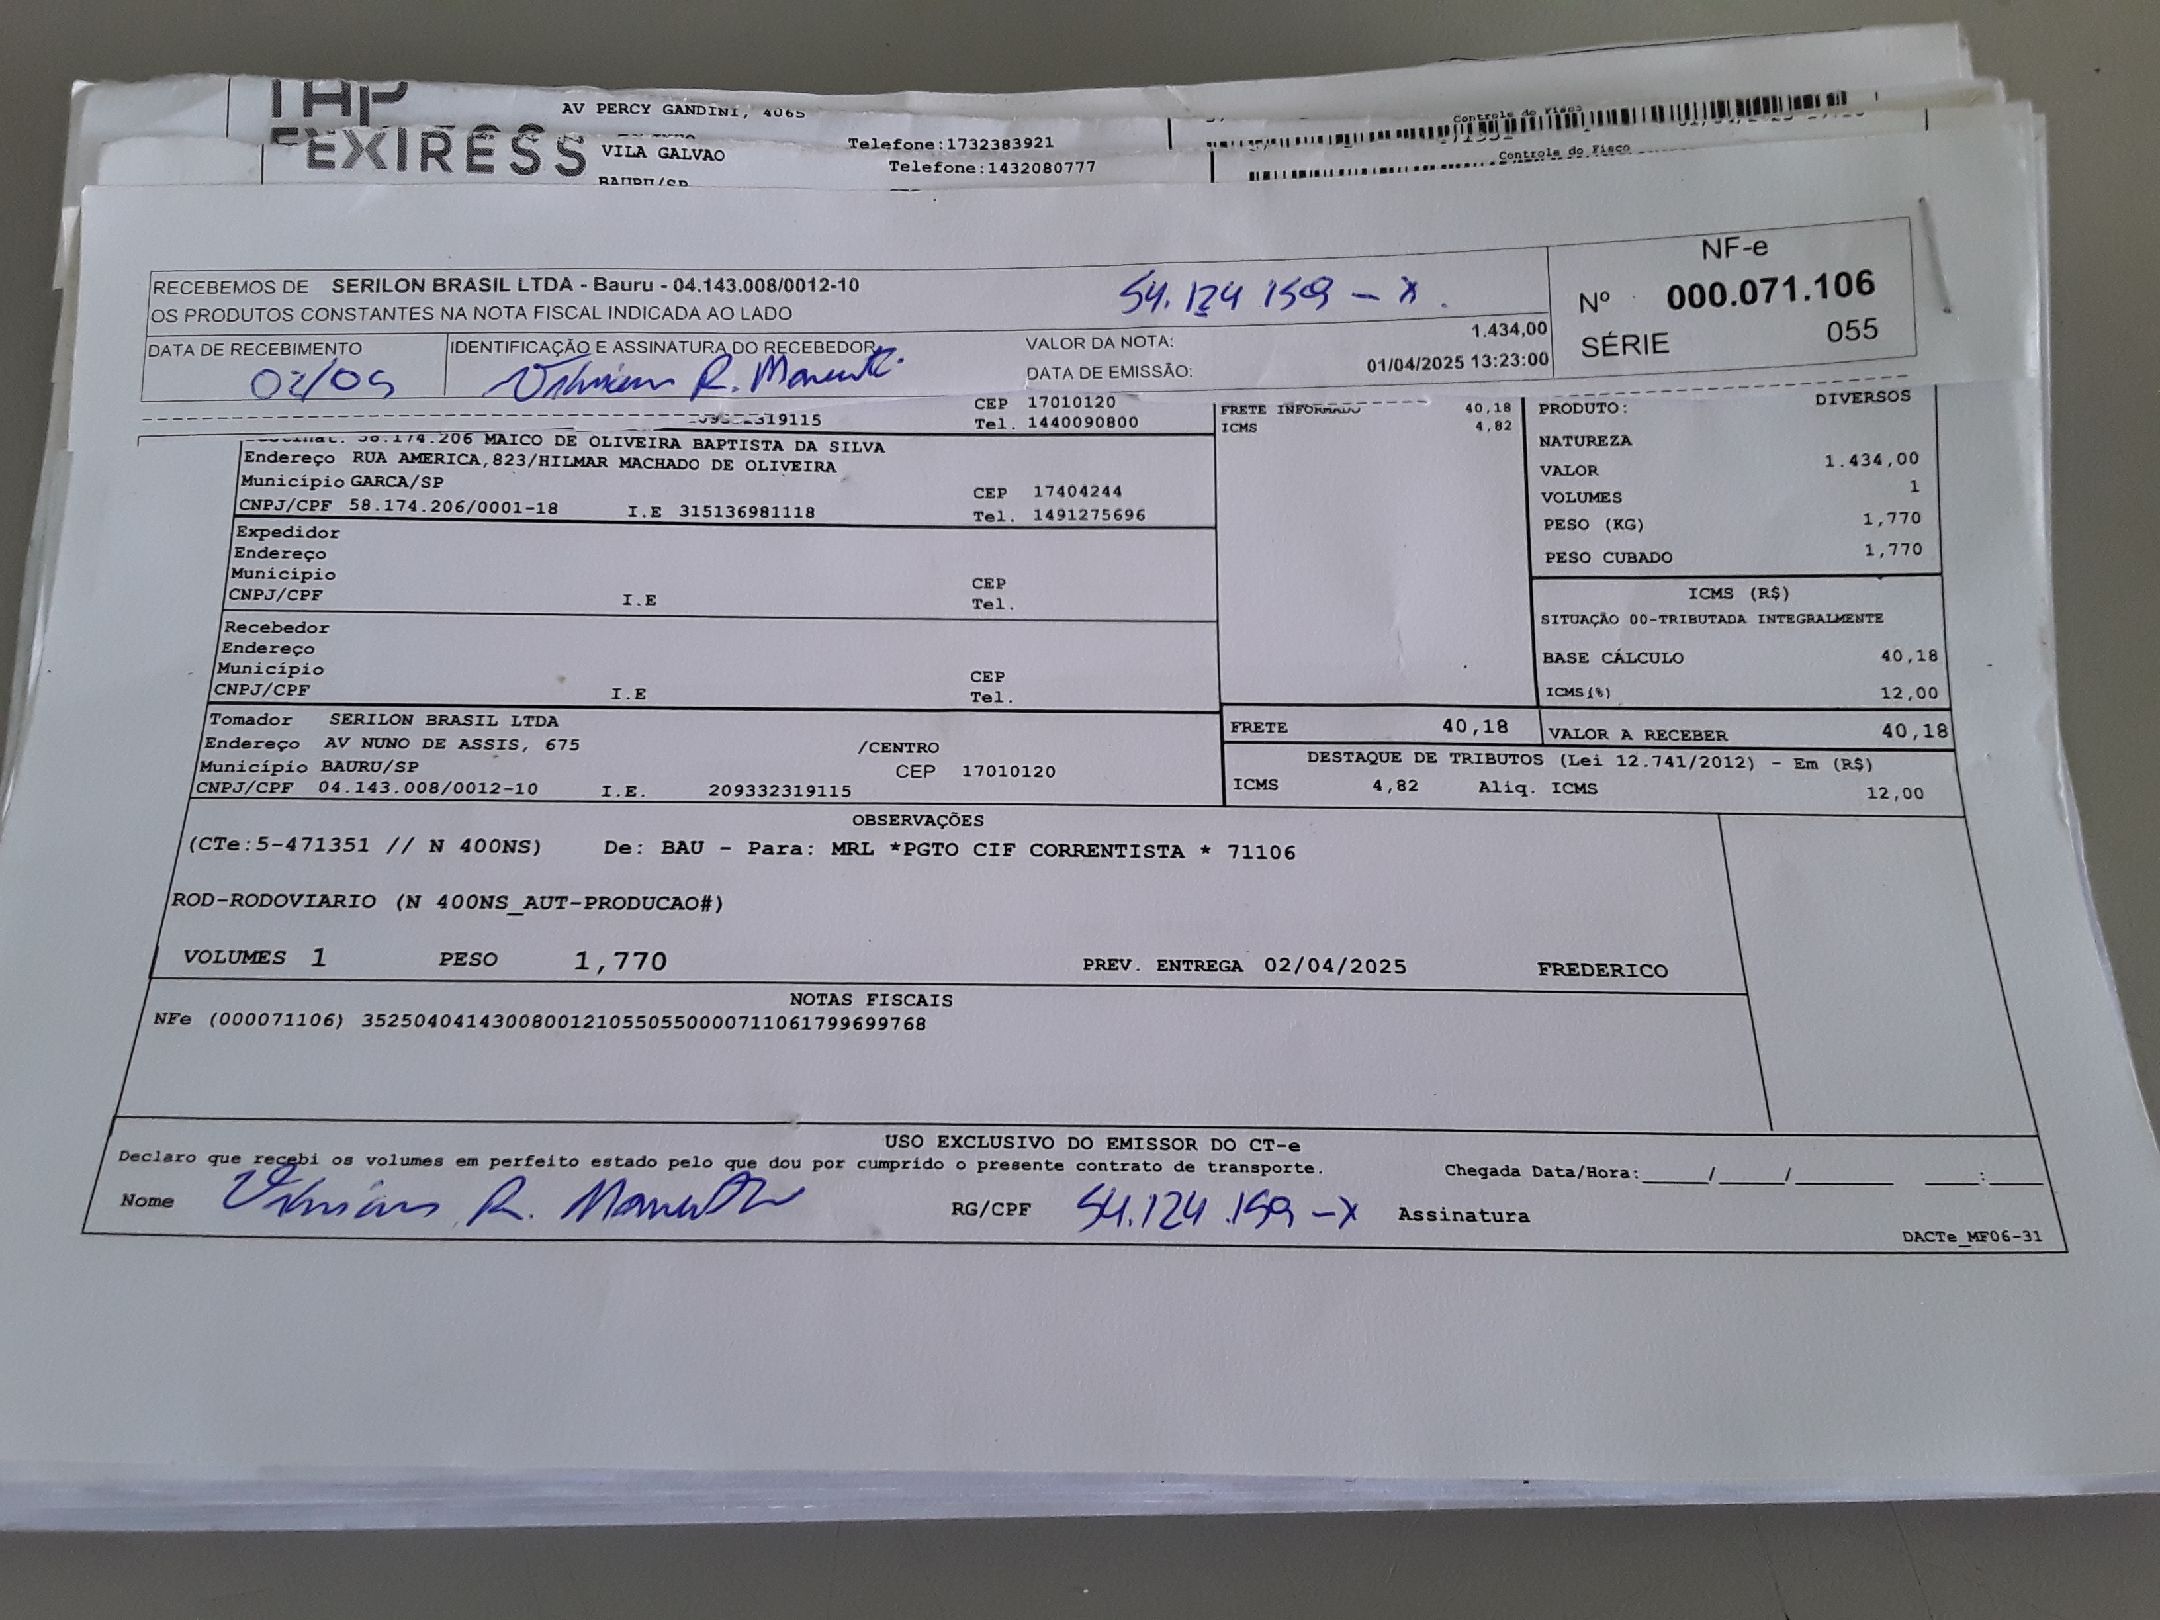 AV PERCY GANDINI, 4065
Controle do Fisco
EXPRESS VILA GALVAO Telefone:1732383921
Telefone:1432080777 Controle do Fisco
BAURU/SP
RECEBEMOS DE SERILON BRASIL LTDA - Bauru - 04.143.008/0012-10
OS PRODUTOS CONSTANTES NA NOTA FISCAL INDICADA AO LADO
54.124 159 - X
NF-e
Nº 000.071.106
SÉRIE 055
DATA DE RECEBIMENTO
IDENTIFICAÇÃO E ASSINATURA DO RECEBEDOR
R.
VALOR DA NOTA: 1.434,00
DATA DE EMISSÃO: 01/04/2025 13:23:00
CEP 17010120
Tel. 1440090800
FRETE INFORMADO 40,18
ICMS 4,82
PRODUTO: DIVERSOS
NATUREZA
VALOR 1.434,00
VOLUMES 1
PESO (KG) 1,770
PESO CUBADO 1,770
58.174.206 MAICO DE OLIVEIRA BAPTISTA DA SILVA
Endereço RUA AMERICA,823/HILMAR MACHADO DE OLIVEIRA
Município GARCA/SP CEP 17404244
CNPJ/CPF 58.174.206/0001-18 I.E 315136981118 Tel. 1491275696
Expedidor
Endereço
Município CEP
CNPJ/CPF I.E Tel.
Recebedor
Endereço
Município CEP
CNPJ/CPF I.E Tel.
ICMS (R$)
SITUAÇÃO 00-TRIBUTADA INTEGRALMENTE
BASE CÁLCULO 40,18
ICMS(%) 12,00
Tomador SERILON BRASIL LTDA
Endereço AV NUNO DE ASSIS, 675 /CENTRO
Município BAURU/SP CEP 17010120
CNPJ/CPF 04.143.008/0012-10 I.E. 209332319115
FRETE 40,18 VALOR A RECEBER 40,18
DESTAQUE DE TRIBUTOS (Lei 12.741/2012) - Em (R$)
ICMS 4,82 Aliq. ICMS 12,00
OBSERVAÇÕES
(CTe:5-471351 // N 400NS) De: BAU - Para: MRL *PGTO CIF CORRENTISTA * 71106
ROD-RODOVIARIO (N 400NS_AUT-PRODUCAO#)
VOLUMES 1 PESO 1,770 PREV. ENTREGA 02/04/2025 FREDERICO
NOTAS FISCAIS
NFe (000071106) 35250404143008001210550550000711061799699768
USO EXCLUSIVO DO EMISSOR DO CT-e
Declaro que recebi os volumes em perfeito estado pelo que dou por cumprido o presente contrato de transporte. Chegada Data/Hora:____/____/______ ____:____
Nome R. RG/CPF 54.124.159-X Assinatura
DACTe_MF06-31